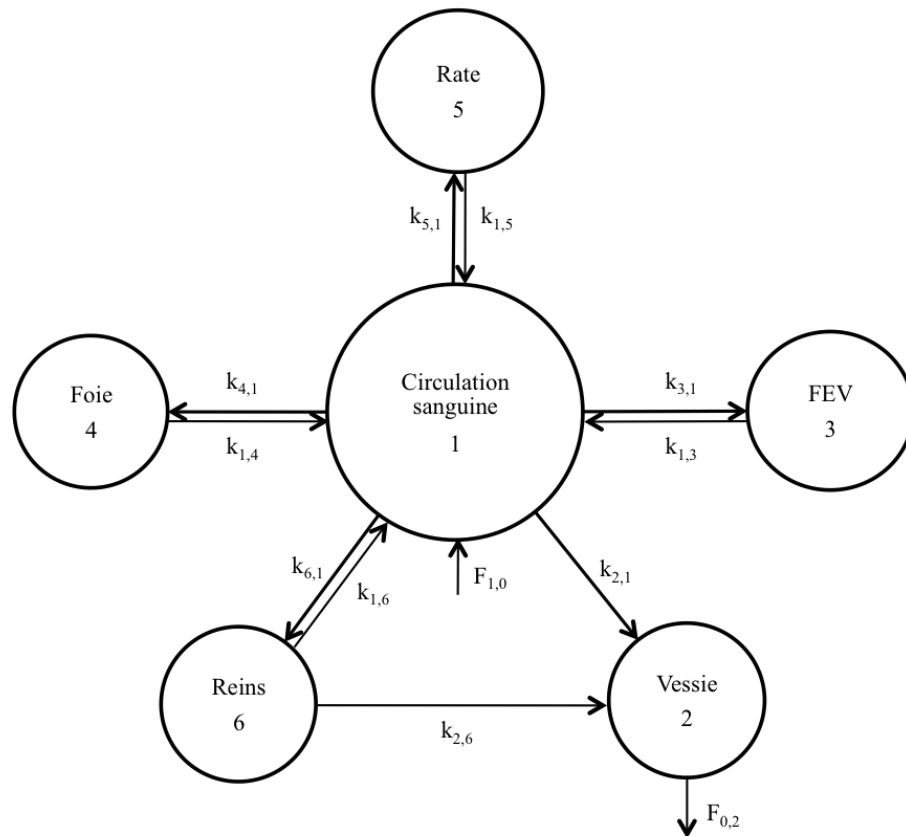 Rate
5
k5,1
k1,5
Foie
4
k4,1
k1,4
Circulation
sanguine
1
k3,1
k1,3
FEV
3
k6,1
k1,6
F1,0
k2,1
Reins
6
k2,6
Vessie
2
F0,2